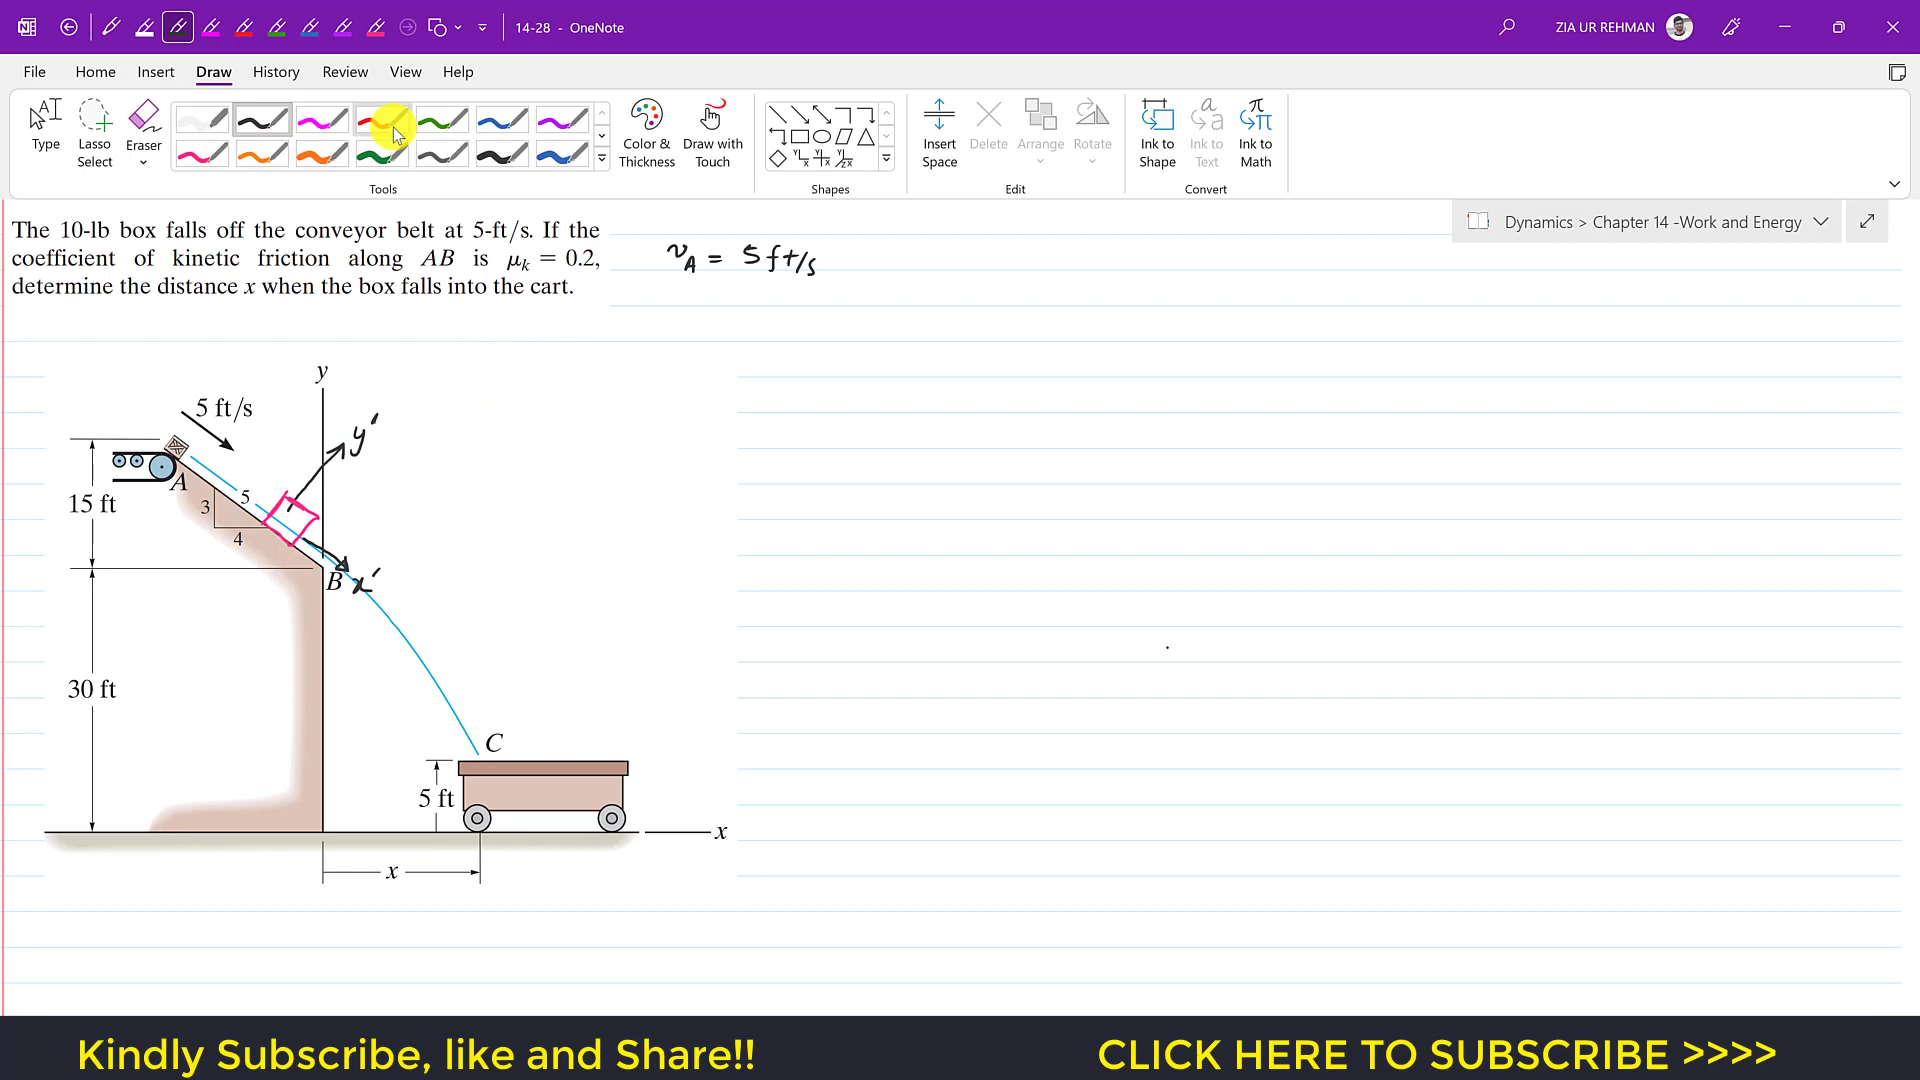 14-28 - OneNote
ZIA UR REHMAN
File Home Insert Draw History Review View Help
Type
Lasso Select
Eraser
Color & Thickness
Draw with Touch
Insert Space
Delete
Arrange
Rotate
Ink to Shape
Ink to Text
Ink to Math
Tools
Shapes
Edit
Convert
Dynamics > Chapter 14 -Work and Energy
The 10-lb box falls off the conveyor belt at 5-ft/s. If the
coefficient of kinetic friction along AB is μk = 0.2,
determine the distance x when the box falls into the cart.
vA = 5 ft/s
y
5 ft/s
y'
A
15 ft
3
5
4
B
x'
30 ft
C
5 ft
x
x
Kindly Subscribe, like and Share!!
CLICK HERE TO SUBSCRIBE >>>>